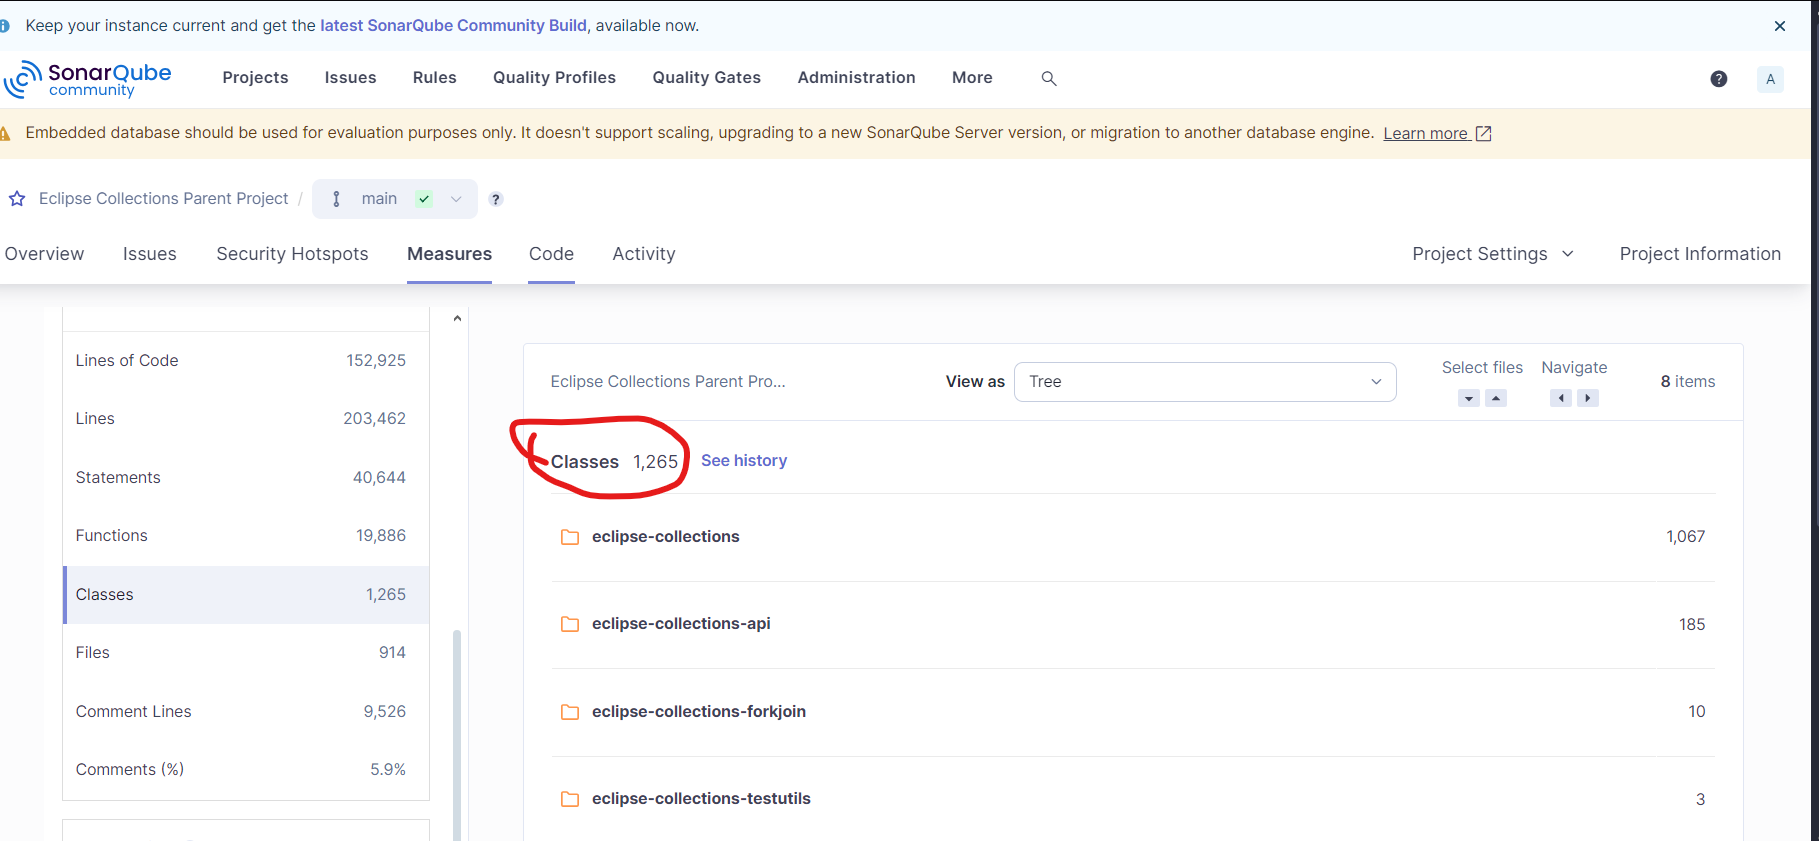 Keep your instance current and get the latest SonarQube Community Build, available now.
SonarQube community
Projects Issues Rules Quality Profiles Quality Gates Administration More ? A
Embedded database should be used for evaluation purposes only. It doesn't support scaling, upgrading to a new SonarQube Server version, or migration to another database engine. Learn more
Eclipse Collections Parent Project / main ?
Overview Issues Security Hotspots Measures Code Activity Project Settings Project Information
Lines of Code 152,925
Lines 203,462
Statements 40,644
Functions 19,886
Classes 1,265
Files 914
Comment Lines 9,526
Comments (%) 5.9%
Eclipse Collections Parent Pro... View as Tree Select files Navigate 8 items
Classes 1,265 See history
eclipse-collections 1,067
eclipse-collections-api 185
eclipse-collections-forkjoin 10
eclipse-collections-testutils 3